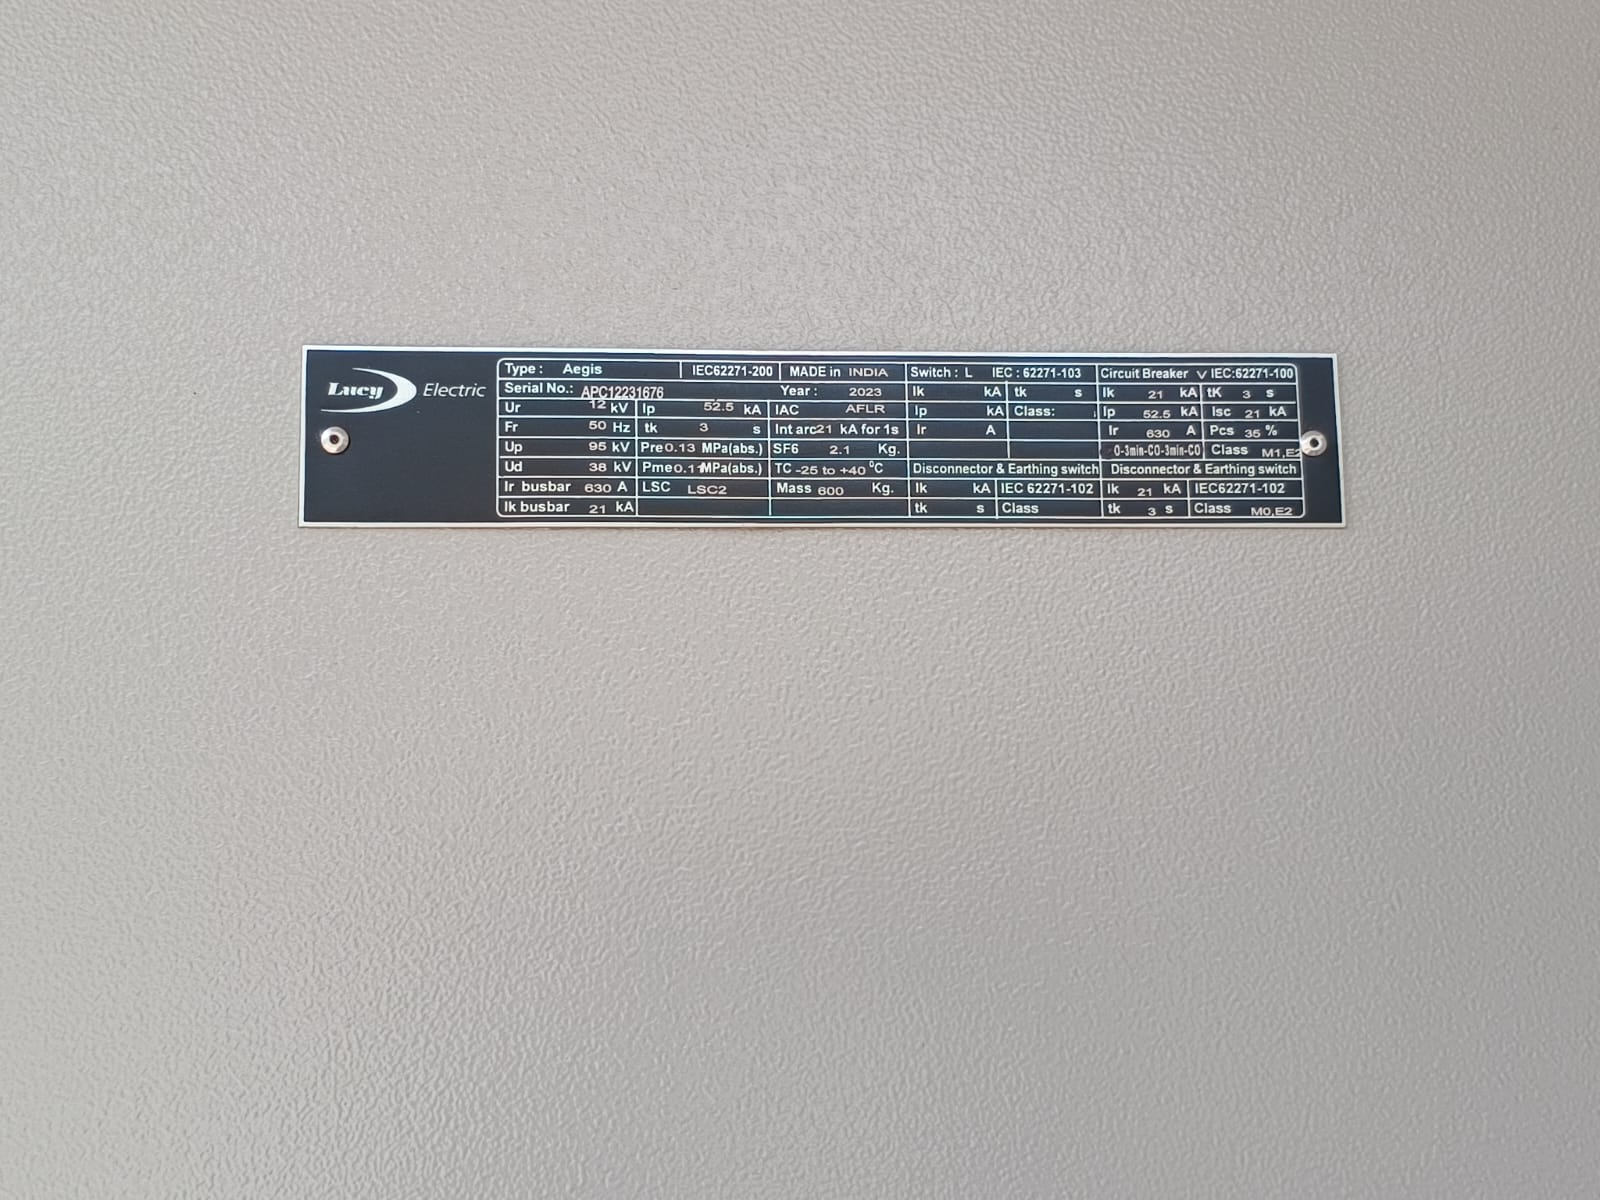 Lucy Electric
Type : Aegis IEC62271-200 MADE in INDIA Switch : L IEC : 62271-103 Circuit Breaker V IEC:62271-100
Serial No.: APC12231676 Year : 2023 Ik kA tk s Ik 21 kA tK 3 s
Ur 12 kV Ip 52.5 kA IAC AFLR Ip kA Class: Ip 52.5 kA Isc 21 kA
Fr 50 Hz tk 3 s Int arc 21 kA for 1s Ir A Ir 630 A Pcs 35 %
Up 95 kV Pre 0.13 MPa(abs.) SF6 2.1 Kg. O-3min-CO-3min-CO Class M1,E2
Ud 38 kV Pme 0.11 MPa(abs.) TC -25 to +40 °C Disconnector & Earthing switch Disconnector & Earthing switch
Ir busbar 630 A LSC LSC2 Mass 600 Kg. Ik kA IEC 62271-102 Ik 21 kA IEC62271-102
Ik busbar 21 kA tk s Class tk 3 s Class M0,E2